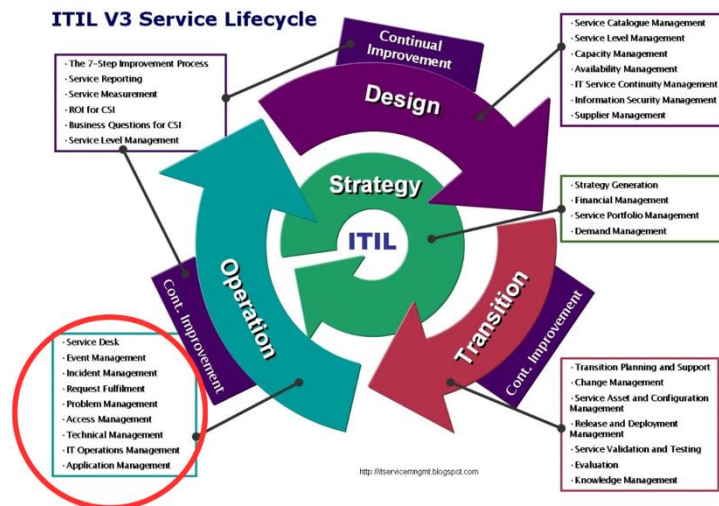 ITIL V3 Service Lifecycle
· The 7-Step Improvement Process
· Service Reporting
· Service Measurement
· ROI for CSI
· Business Questions for CSI
· Service Level Management
Continual
Improvement
Design
· Service Catalogue Management
· Service Level Management
· Capacity Management
· Availability Management
· IT Service Continuity Management
· Information Security Management
· Supplier Management
Strategy
ITIL
· Strategy Generation
· Financial Management
· Service Portfolio Management
· Demand Management
Operation
Transition
Cont. Improvement
Cont. Improvement
· Service Desk
· Event Management
· Incident Management
· Request Fulfilment
· Problem Management
· Access Management
· Technical Management
· IT Operations Management
· Application Management
· Transition Planning and Support
· Change Management
· Service Asset and Configuration
Management
· Release and Deployment
Management
· Service Validation and Testing
· Evaluation
· Knowledge Management
http://itservicemngmt.blogspot.com